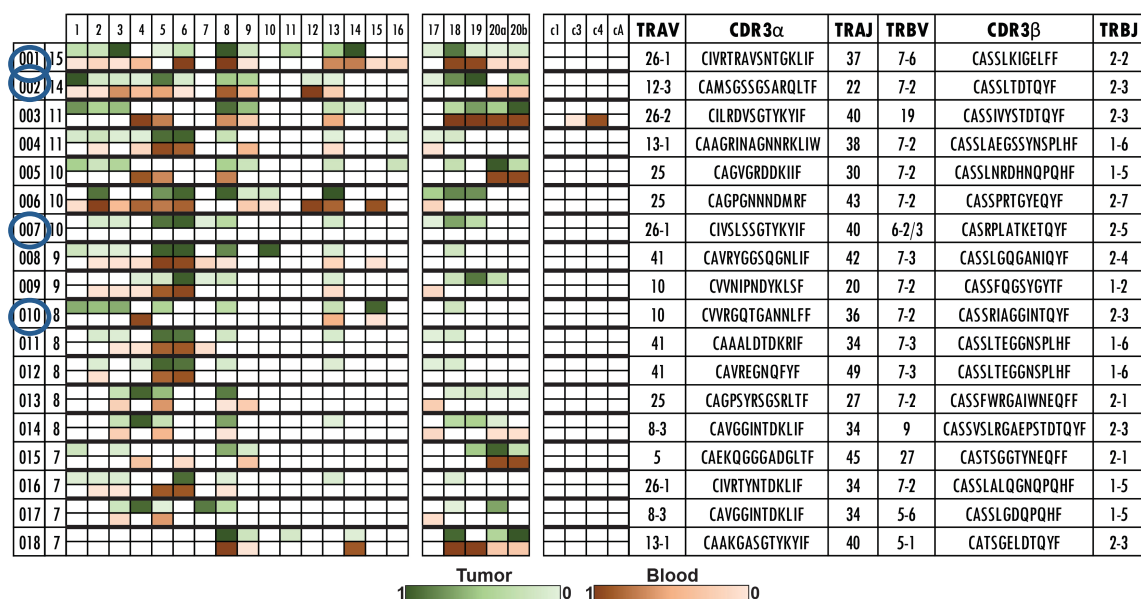 1 2 3 4 5 6 7 8 9 10 11 12 13 14 15 16 17 18 19 20a 20b c1 c3 c4 cA TRAV CDR3α TRAJ TRBV CDR3β TRBJ
001 15 26-1 CIVRTRAVSNTGKLIF 37 7-6 CASSLKIGELFF 2-2
002 14 12-3 CAMSGSSGSARQLTF 22 7-2 CASSLTDTQYF 2-3
003 11 26-2 CILRDVSGTYKYIF 40 19 CASSIVYSTDTQYF 2-3
004 11 13-1 CAAGRINAGNNRKLIW 38 7-2 CASSLAEGSSYNSPLHF 1-6
005 10 25 CAGVGRDDKIIF 30 7-2 CASSLNRDHNQPQHF 1-5
006 10 25 CAGPGNNNDMRF 43 7-2 CASSPRTGYEQYF 2-7
007 10 26-1 CIVSLSSGTYKYIF 40 6-2/3 CASRPLATKETQYF 2-5
008 9 41 CAVRYGGSQGNLIF 42 7-3 CASSLGQGANIQYF 2-4
009 9 10 CVVNIPNDYKLSF 20 7-2 CASSFQGSYGYTF 1-2
010 8 10 CVVRGQTGANNLFF 36 7-2 CASSRIAGGINTQYF 2-3
011 8 41 CAAALDTDKRIF 34 7-3 CASSLTEGGNSPLHF 1-6
012 8 41 CAVREGNQFYF 49 7-3 CASSLTEGGNSPLHF 1-6
013 8 25 CAGPSYRSGSRLTF 27 7-2 CASSFWRGAIWNEQFF 2-1
014 8 8-3 CAVGGINTDKLIF 34 9 CASSVSLRGAEPSTDTQYF 2-3
015 7 5 CAEKQGGGADGLTF 45 27 CASTSGGTYNEQFF 2-1
016 7 26-1 CIVRTYNTDKLIF 34 7-2 CASSLALQGNQPQHF 1-5
017 7 8-3 CAVGGINTDKLIF 34 5-6 CASSLGDQPQHF 1-5
018 7 13-1 CAAKGASGTYKYIF 40 5-1 CATSGELDTQYF 2-3
Tumor Blood
1 0 1 0